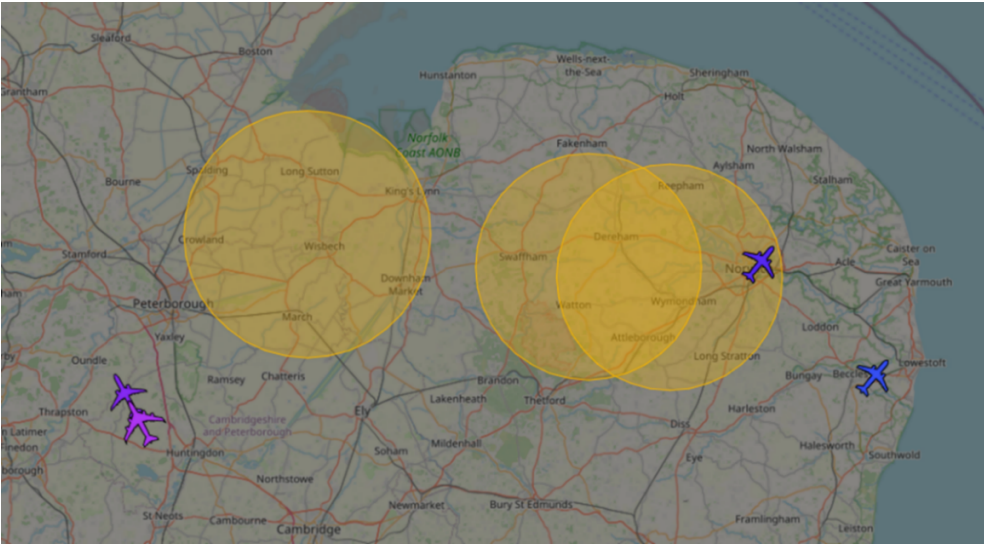 Sleaford
Boston
Wells-next-
the-Sea
Hunstanton
Sheringham
Grantham
Holt
Norfolk
Coast AONB
Fakenham
North Walsham
Aylsham
Bourne
Spalding
Long Sutton
King's Lynn
Reepham
Stalham
Crowland
Wisbech
Dereham
Stamford
Swaffham
Caister on
Sea
Acle
Downham
Market
Great Yarmouth
Peterborough
Watton
Wymondham
March
Loddon
Yaxley
Attleborough
Oundle
Long Stratton
Lowestoft
Ramsey
Chatteris
Brandon
Bungay
Beccles
Lakenheath
Thetford
Thrapston
Ely
Harleston
Cambridgeshire
and Peterborough
Diss
n Latimer
Finedon
Mildenhall
Halesworth
Huntingdon
Soham
Eye
Southwold
borough
Northstowe
Newmarket
Bury St Edmunds
St Neots
Cambourne
Cambridge
Framlingham
Leiston